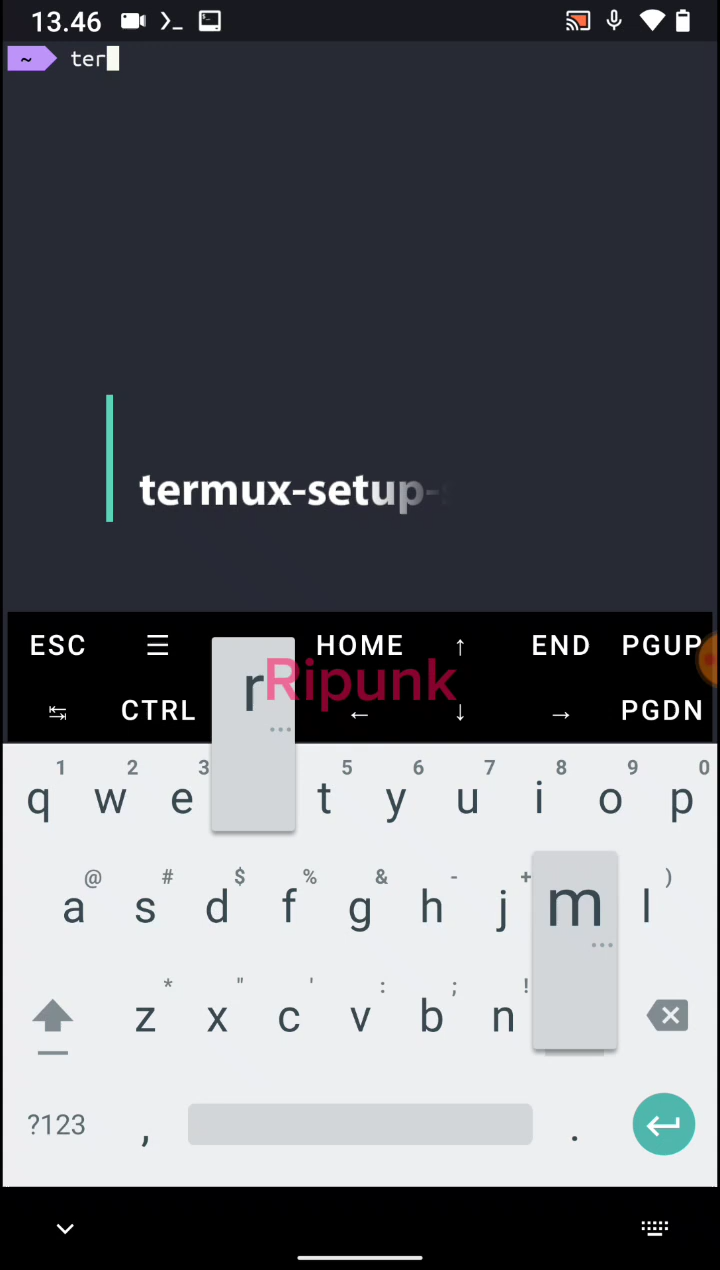 13.46
~ ter
termux-setup-s
ESC ☰ HOME ↑ END PGUP
Ripunk
↹ CTRL ← ↓ → PGDN
1 2 3 5 6 7 8 9 0
q w e r t y u i o p
@ # $ % & - + )
a s d f g h j m l
* " ' : ; !
z x c v b n
?123 , .